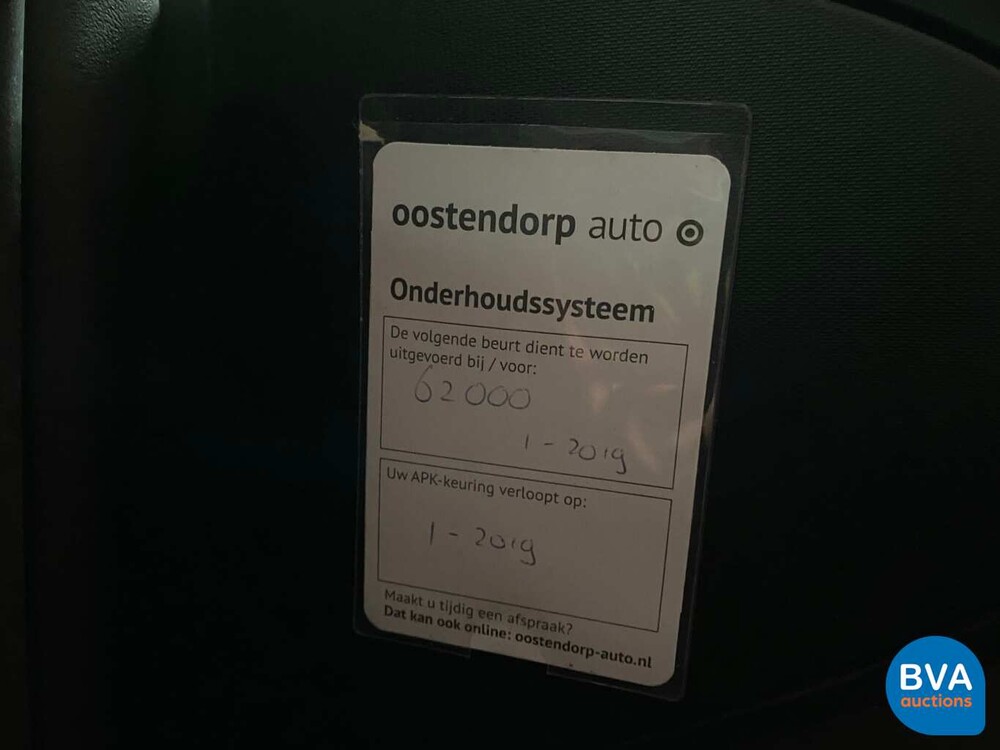 oostendorp auto
Onderhoudssysteem
De volgende beurt dient te worden
uitgevoerd bij / voor:
62000
1 - 2019
Uw APK-keuring verloopt op:
1 - 2019
Maakt u tijdig een afspraak?
Dat kan ook online: oostendorp-auto.nl
BVA
auctions